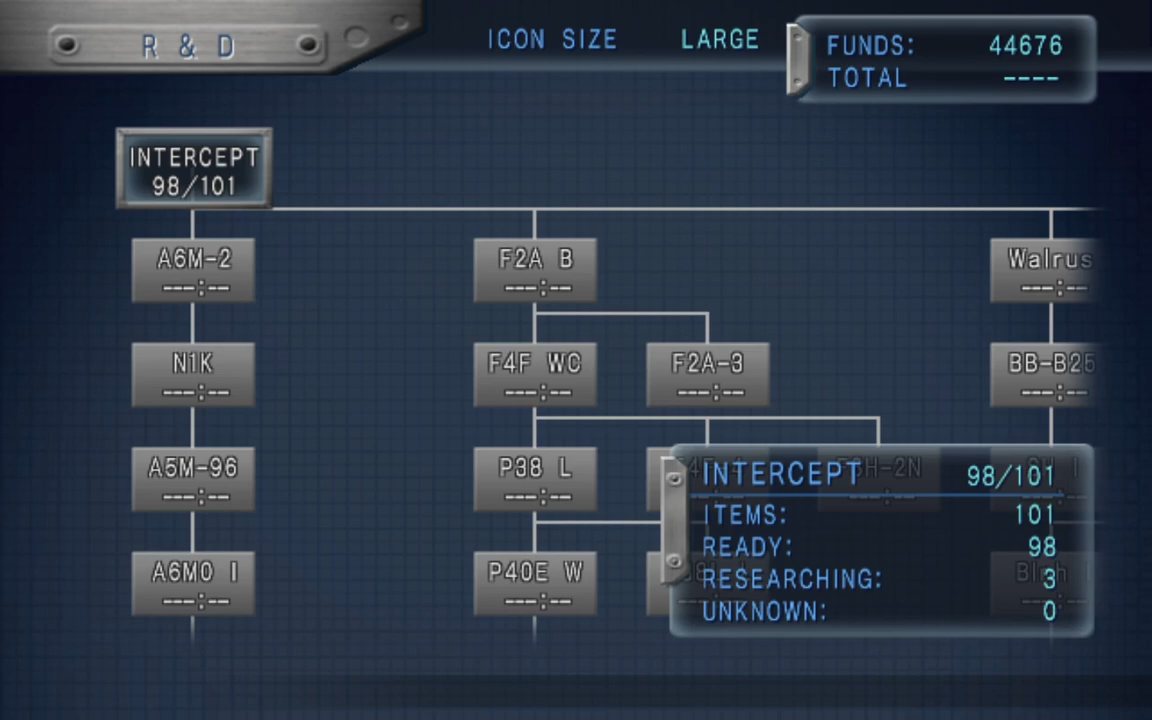 R & D
ICON SIZE LARGE
FUNDS: 44676
TOTAL ----
INTERCEPT
98/101
A6M-2
---:--
F2A B
---:--
Walrus
---:--
N1K
---:--
F4F WC
---:--
F2A-3
---:--
BB-B25
---:--
A5M-96
---:--
P38 L
---:--
A6M0 I
---:--
P40E W
---:--
INTERCEPT 98/101
ITEMS: 101
READY: 98
RESEARCHING: 3
UNKNOWN: 0